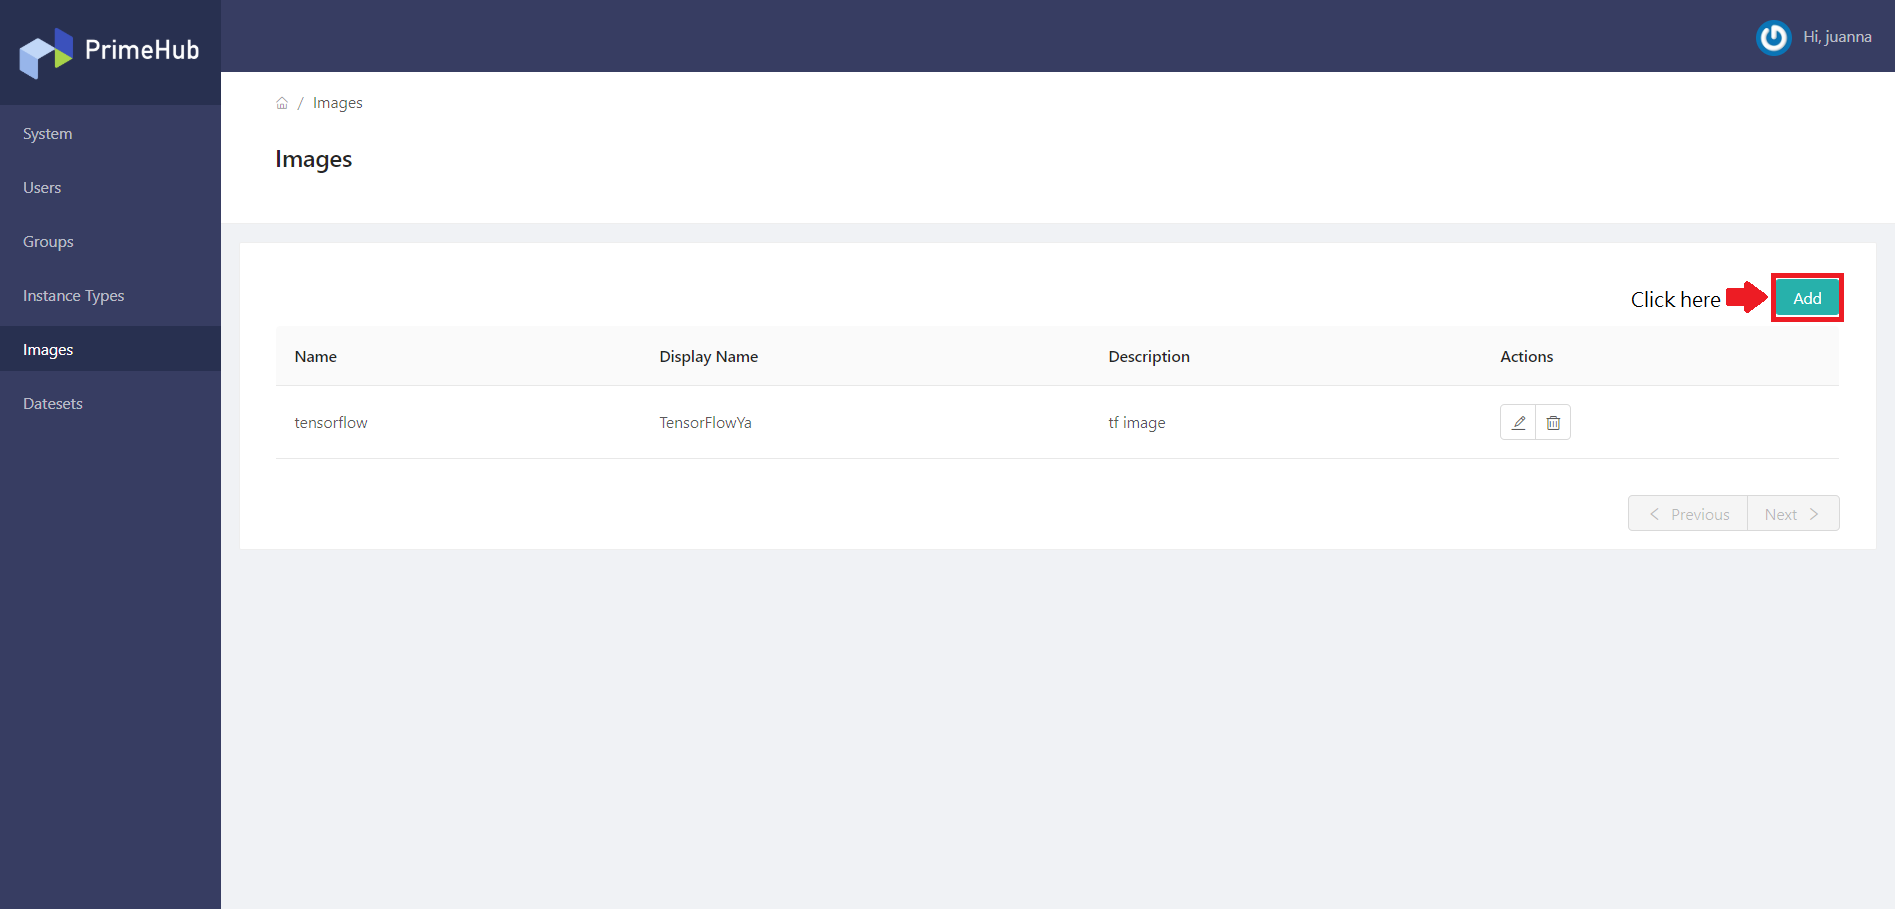 PrimeHub
Hi, juanna
System
Users
Groups
Instance Types
Images
Datesets
/ Images
Images
Click here
Add
Name Display Name Description Actions
tensorflow TensorFlowYa tf image
Previous Next